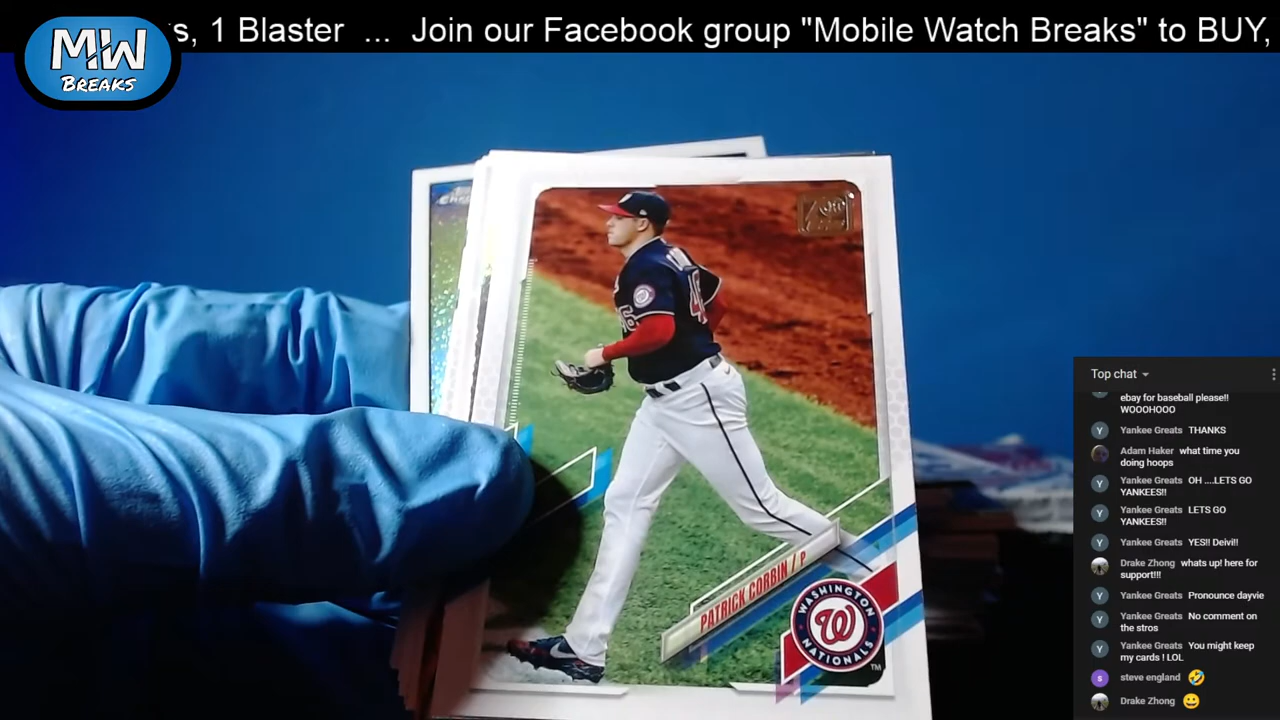 s, 1 Blaster ... Join our Facebook group "Mobile Watch Breaks" to BUY,
MW
BREAKS
PATRICK CORBIN / P
WASHINGTON
W
NATIONALS
TM
Top chat
ebay for baseball please!!
WOOOHOOO
Y Yankee Greats THANKS
Adam Haker what time you
doing hoops
Y Yankee Greats OH ....LETS GO
YANKEES!!
Y Yankee Greats LETS GO
YANKEES!!
Y Yankee Greats YES!! Deivi!!
Drake Zhong whats up! here for
support!!!!
Y Yankee Greats Pronounce dayvie
Y Yankee Greats No comment on
the stros
Y Yankee Greats You might keep
my cards ! LOL
s steve england 🤣
Drake Zhong 😀